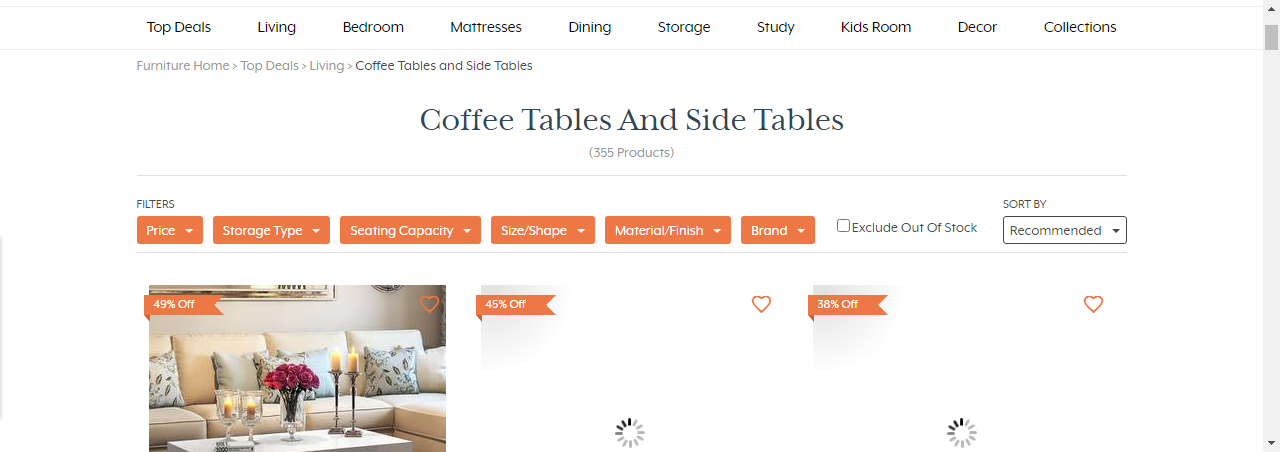 Top Deals Living Bedroom Mattresses Dining Storage Study Kids Room Decor Collections
Furniture Home > Top Deals > Living > Coffee Tables and Side Tables
Coffee Tables And Side Tables
(355 Products)
FILTERS SORT BY
Price Storage Type Seating Capacity Size/Shape Material/Finish Brand Exclude Out Of Stock Recommended
49% Off 45% Off 38% Off